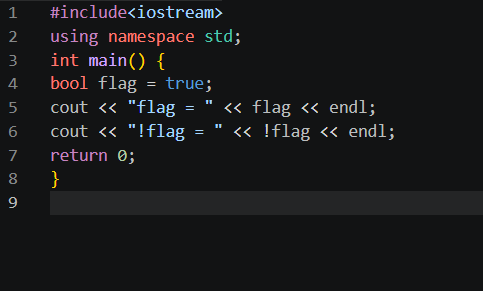 1 #include<iostream>
2 using namespace std;
3 int main() {
4 bool flag = true;
5 cout << "flag = " << flag << endl;
6 cout << "!flag = " << !flag << endl;
7 return 0;
8 }
9